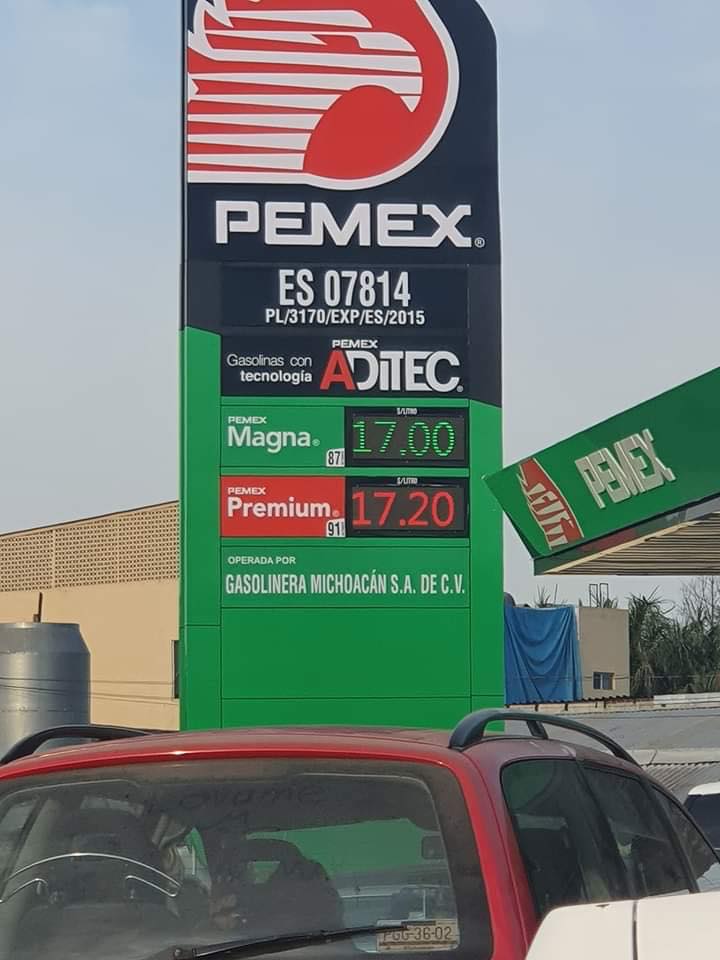 PEMEX®
ES 07814
PL/3170/EXP/ES/2015
Gasolinas con tecnología
PEMEX
ADITEC®
PEMEX
Magna®
87
$/LITRO
17.00
PEMEX
Premium®
91
$/LITRO
17.20
OPERADA POR
GASOLINERA MICHOACÁN S.A. DE C.V.
PEMEX
PGG-36-02